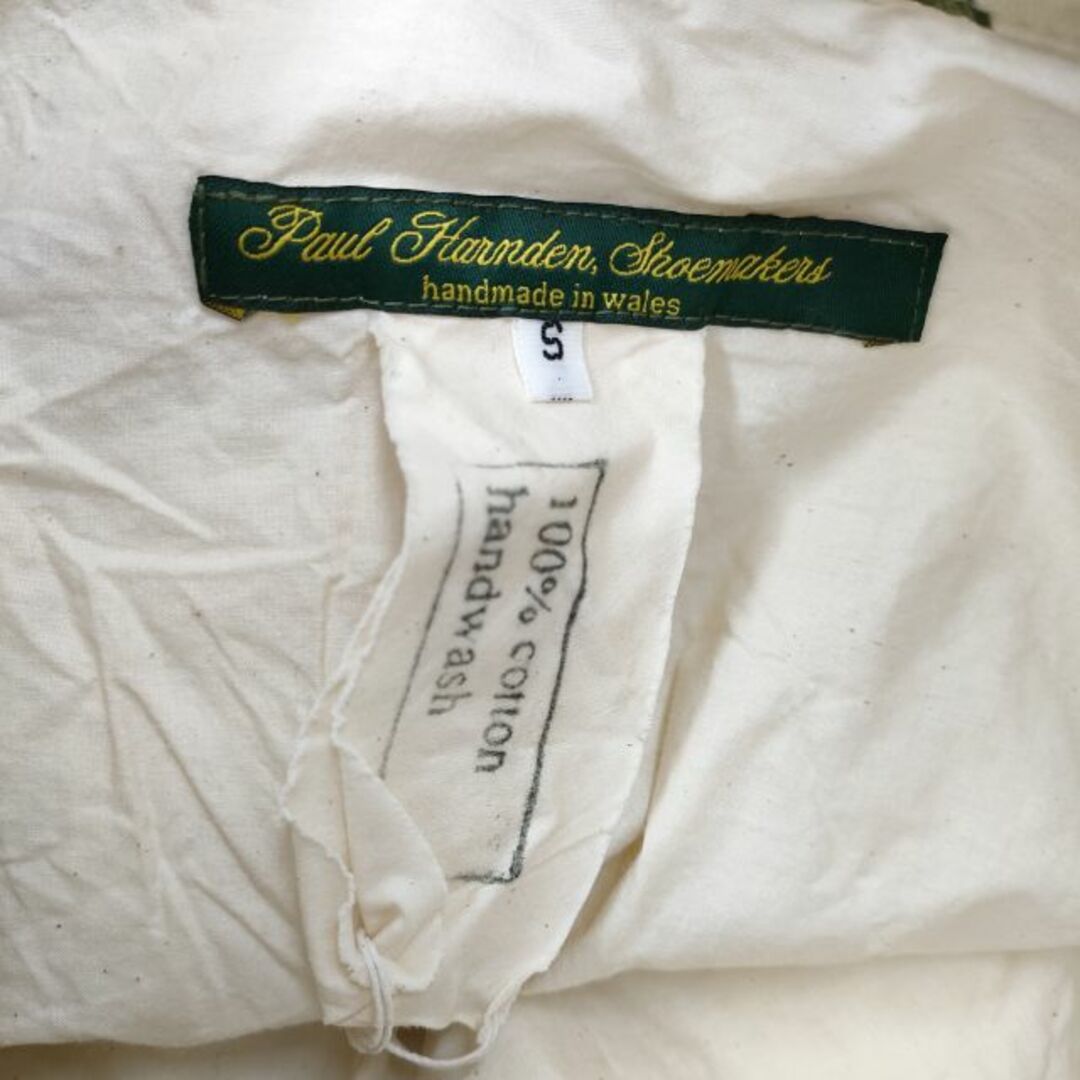 Paul Harnden, Shoemakers
handmade in wales
S
100% cotton
handwash